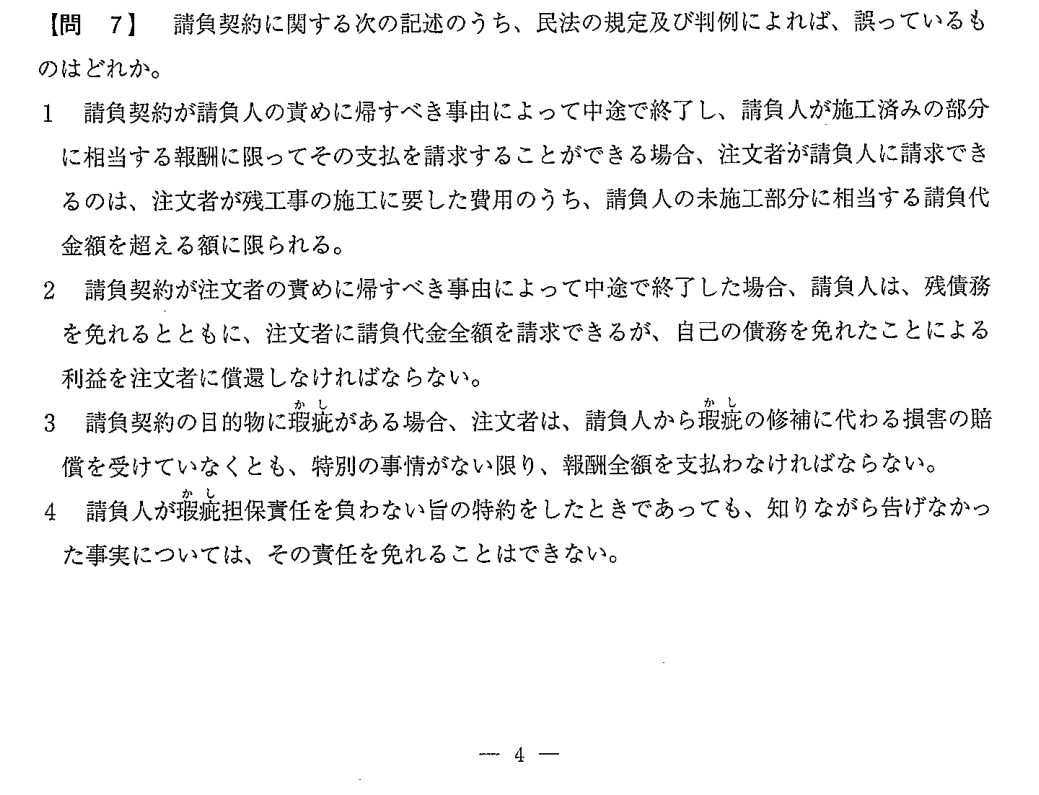 【問　7】　請負契約に関する次の記述のうち、民法の規定及び判例によれば、誤っているも
のはどれか。
1　請負契約が請負人の責めに帰すべき事由によって中途で終了し、請負人が施工済みの部分
に相当する報酬に限ってその支払を請求することができる場合、注文者が請負人に請求でき
るのは、注文者が残工事の施工に要した費用のうち、請負人の未施工部分に相当する請負代
金額を超える額に限られる。
2　請負契約が注文者の責めに帰すべき事由によって中途で終了した場合、請負人は、残債務
を免れるとともに、注文者に請負代金全額を請求できるが、自己の債務を免れたことによる
利益を注文者に償還しなければならない。
かし　かし
3　請負契約の目的物に瑕疵がある場合、注文者は、請負人から瑕疵の修補に代わる損害の賠
償を受けていなくとも、特別の事情がない限り、報酬全額を支払わなければならない。
かし
4　請負人が瑕疵担保責任を負わない旨の特約をしたときであっても、知りながら告げなかっ
た事実については、その責任を免れることはできない。
— 4 —